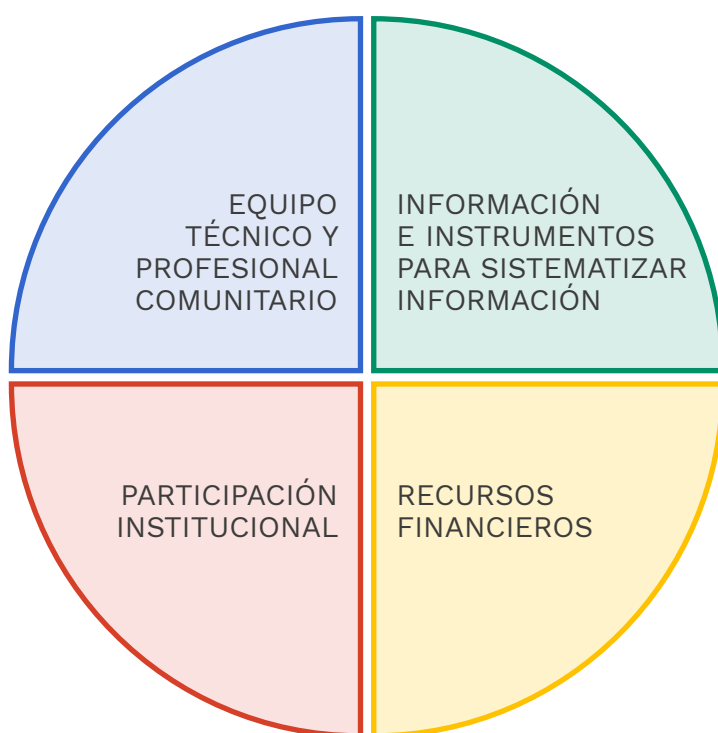 EQUIPO
TÉCNICO Y
PROFESIONAL
COMUNITARIO
INFORMACIÓN
E INSTRUMENTOS
PARA SISTEMATIZAR
INFORMACIÓN
PARTICIPACIÓN
INSTITUCIONAL
RECURSOS
FINANCIEROS